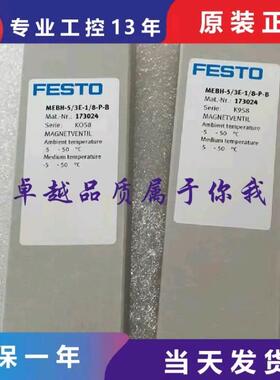 专业工控13年
原装正
FESTO
MEBH-5/3E-1/8-P-B
Mat.-Nr.: 173024
Serie: KO58
MAGNETVENTIL
Ambient temperature
-5 - 50 °C
Medium temperature
-5 - 50 °C
FESTO
MEBH-5/3E-1/8-P-B
Mat.-Nr.: 173024
Serie: K958
MAGNETVENTIL
Ambient temperature
-5 - 50 °C
Medium temperature
-5 - 50 °C
卓越品质属于你我
保一年
当天发货